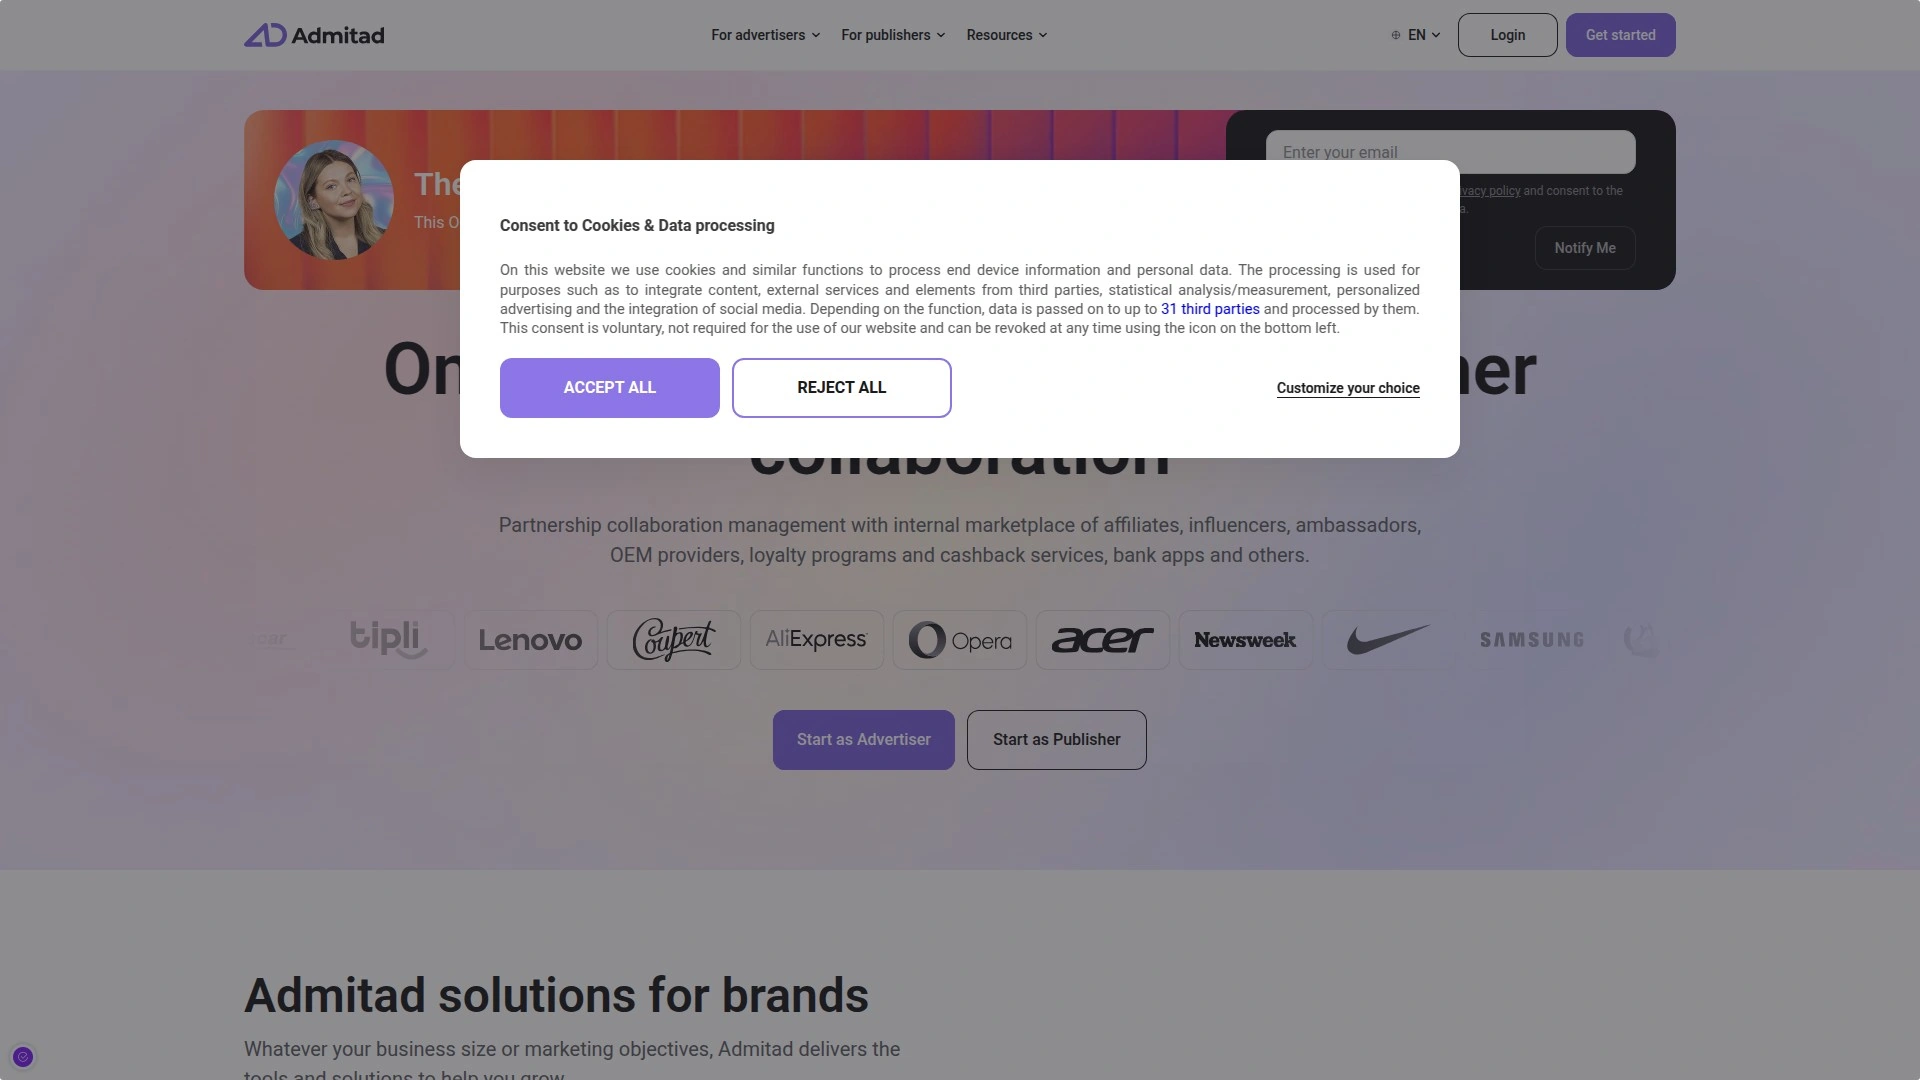 Admitad
For advertisers
For publishers
Resources
EN
Login
Get started
The
This O
Enter your email
ivacy policy and consent to the
a.
Notify Me
Consent to Cookies & Data processing
On this website we use cookies and similar functions to process end device information and personal data. The processing is used for
purposes such as to integrate content, external services and elements from third parties, statistical analysis/measurement, personalized
advertising and the integration of social media. Depending on the function, data is passed on to up to 31 third parties and processed by them.
This consent is voluntary, not required for the use of our website and can be revoked at any time using the icon on the bottom left.
ACCEPT ALL
REJECT ALL
Customize your choice
On
ner
collaboration
Partnership collaboration management with internal marketplace of affiliates, influencers, ambassadors,
OEM providers, loyalty programs and cashback services, bank apps and others.
car
tipli
Lenovo
Coupert
AliExpress
Opera
acer
Newsweek
SAMSUNG
Start as Advertiser
Start as Publisher
Admitad solutions for brands
Whatever your business size or marketing objectives, Admitad delivers the
tools and solutions to help you grow